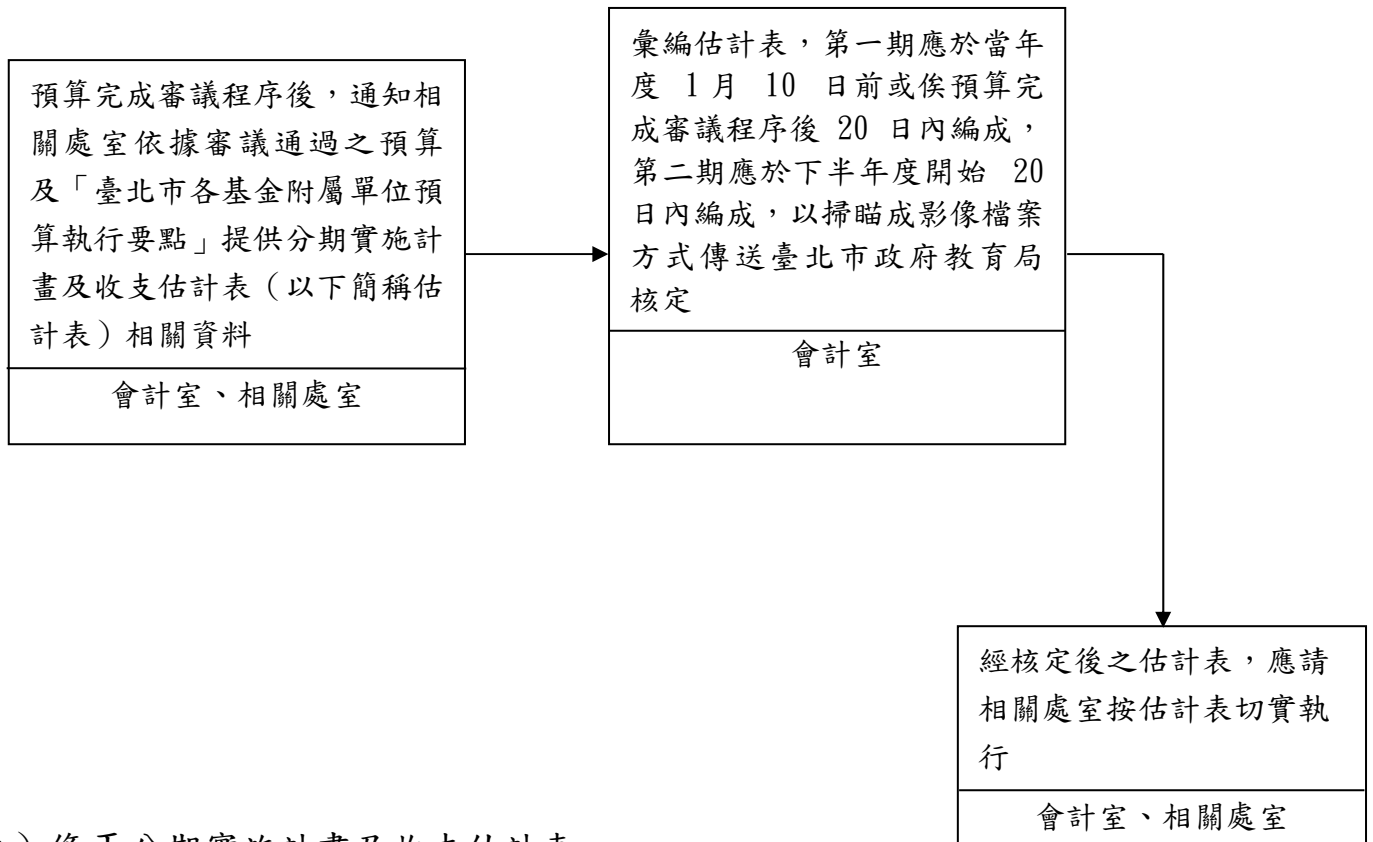 預算完成審議程序後，通知相
關處室依據審議通過之預算
及「臺北市各基金附屬單位預
算執行要點」提供分期實施計
畫及收支估計表（以下簡稱估
計表）相關資料
會計室、相關處室
彙編估計表，第一期應於當年
度 1月 10 日前或俟預算完
成審議程序後 20 日內編成，
第二期應於下半年度開始 20
日內編成，以掃瞄成影像檔案
方式傳送臺北市政府教育局
核定
會計室
經核定後之估計表，應請
相關處室按估計表切實執
行
會計室、相關處室